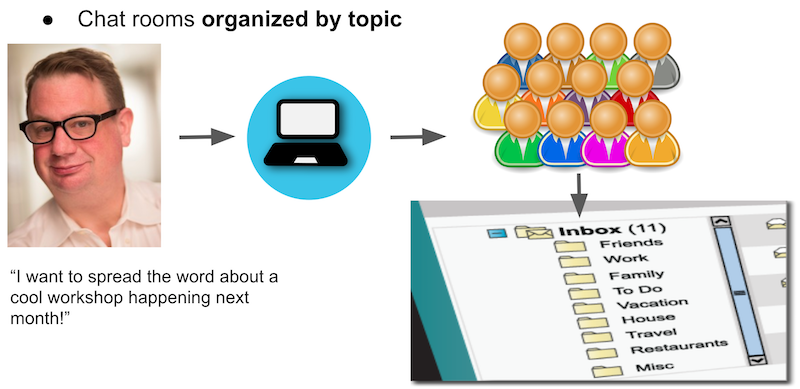 ● Chat rooms organized by topic
“I want to spread the word about a
cool workshop happening next
month!”
Inbox (11)
Friends
Work
Family
To Do
Vacation
House
Travel
Restaurants
Misc